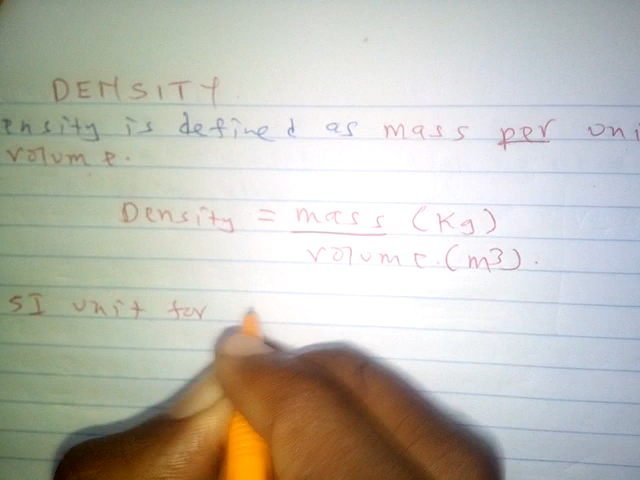 DENSITY
ensity is defined as mass per uni
volume.
Density = mass (Kg)
volume. (m3).
SI unit for